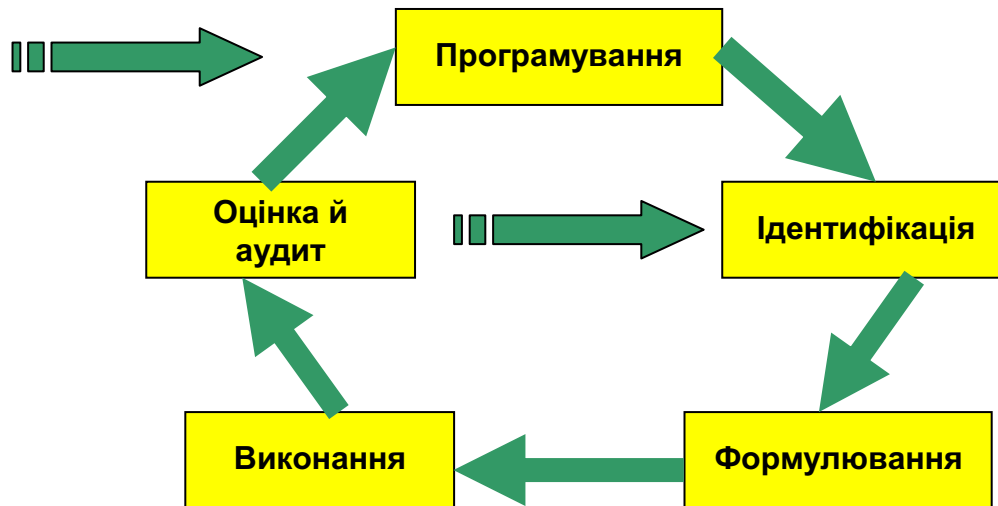 Програмування
Оцінка й
аудит
Ідентифікація
Виконання
Формулювання